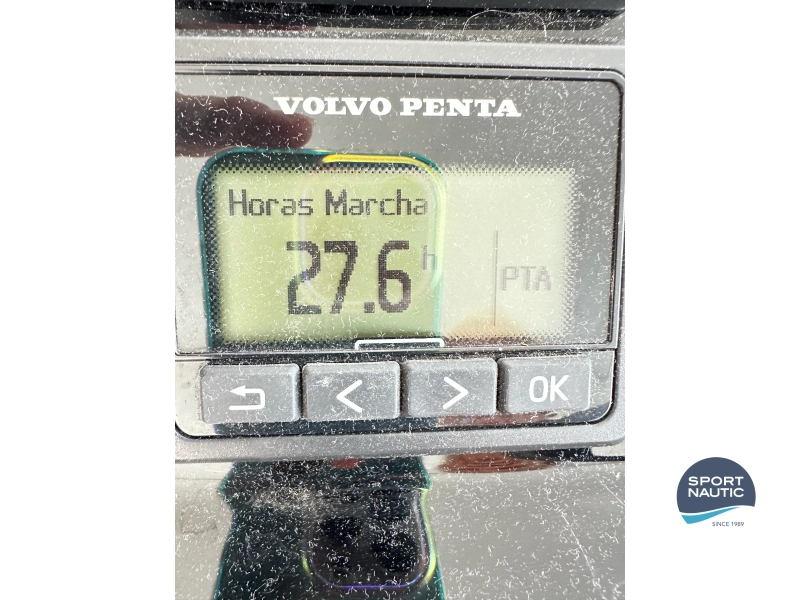 VOLVO PENTA
Horas Marcha
27.6 h
PTA
OK
SPORT
NAUTIC
SINCE 1989